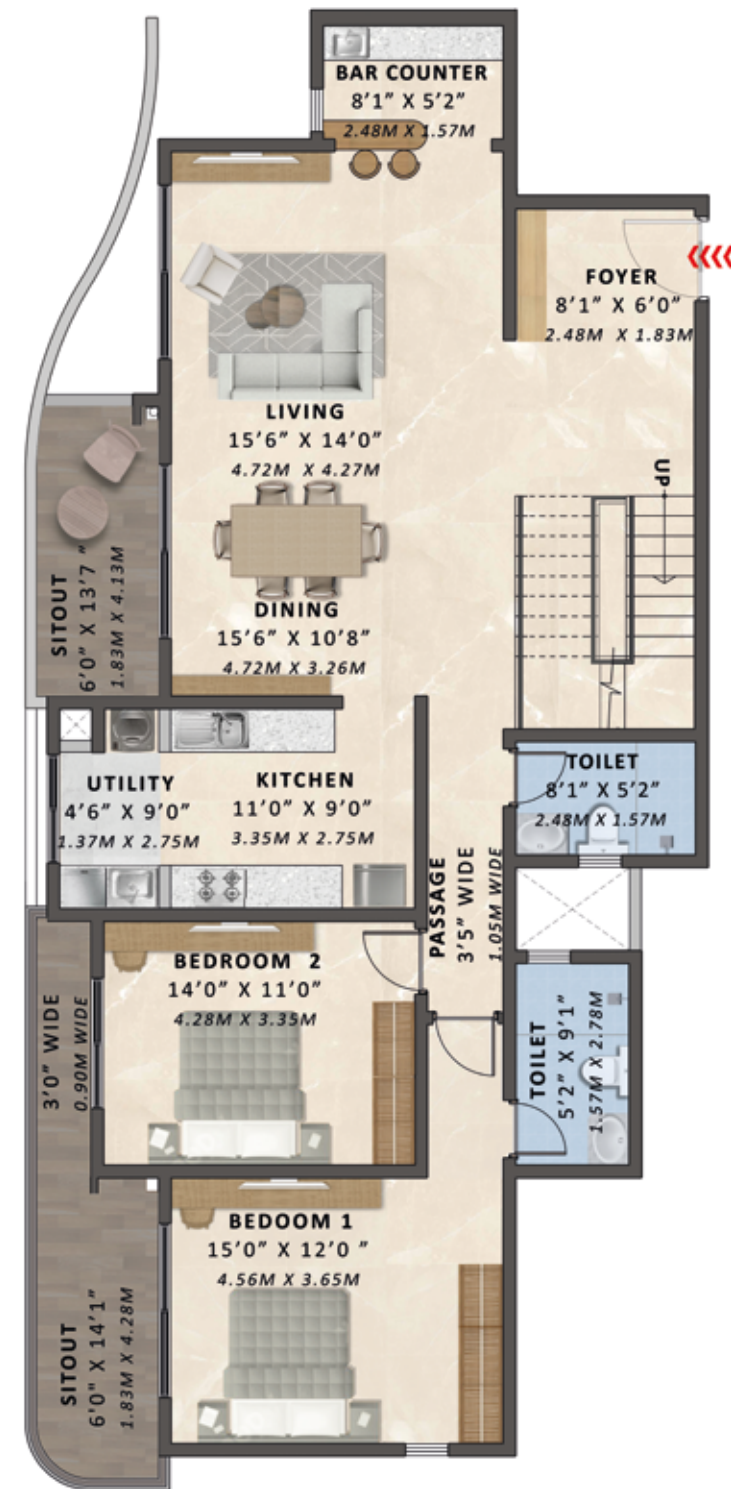 BAR COUNTER
8'1" X 5'2"
2.48M X 1.57M
FOYER
8'1" X 6'0"
2.48M X 1.83M
LIVING
15'6" X 14'0"
4.72M X 4.27M
UP
SITOUT
6'0" X 13'7 "
1.83M X 4.13M
DINING
15'6" X 10'8"
4.72M X 3.26M
UTILITY
4'6" X 9'0"
1.37M X 2.75M
KITCHEN
11'0" X 9'0"
3.35M X 2.75M
TOILET
8'1" X 5'2"
2.48M X 1.57M
PASSAGE
3'5" WIDE
1.05M WIDE
BEDROOM 2
14'0" X 11'0"
4.28M X 3.35M
3'0" WIDE
0.90M WIDE
TOILET
5'2" X 9'1"
1.57M X 2.78M
BEDOOM 1
15'0" X 12'0 "
4.56M X 3.65M
SITOUT
6'0" X 14'1"
1.83M X 4.28M